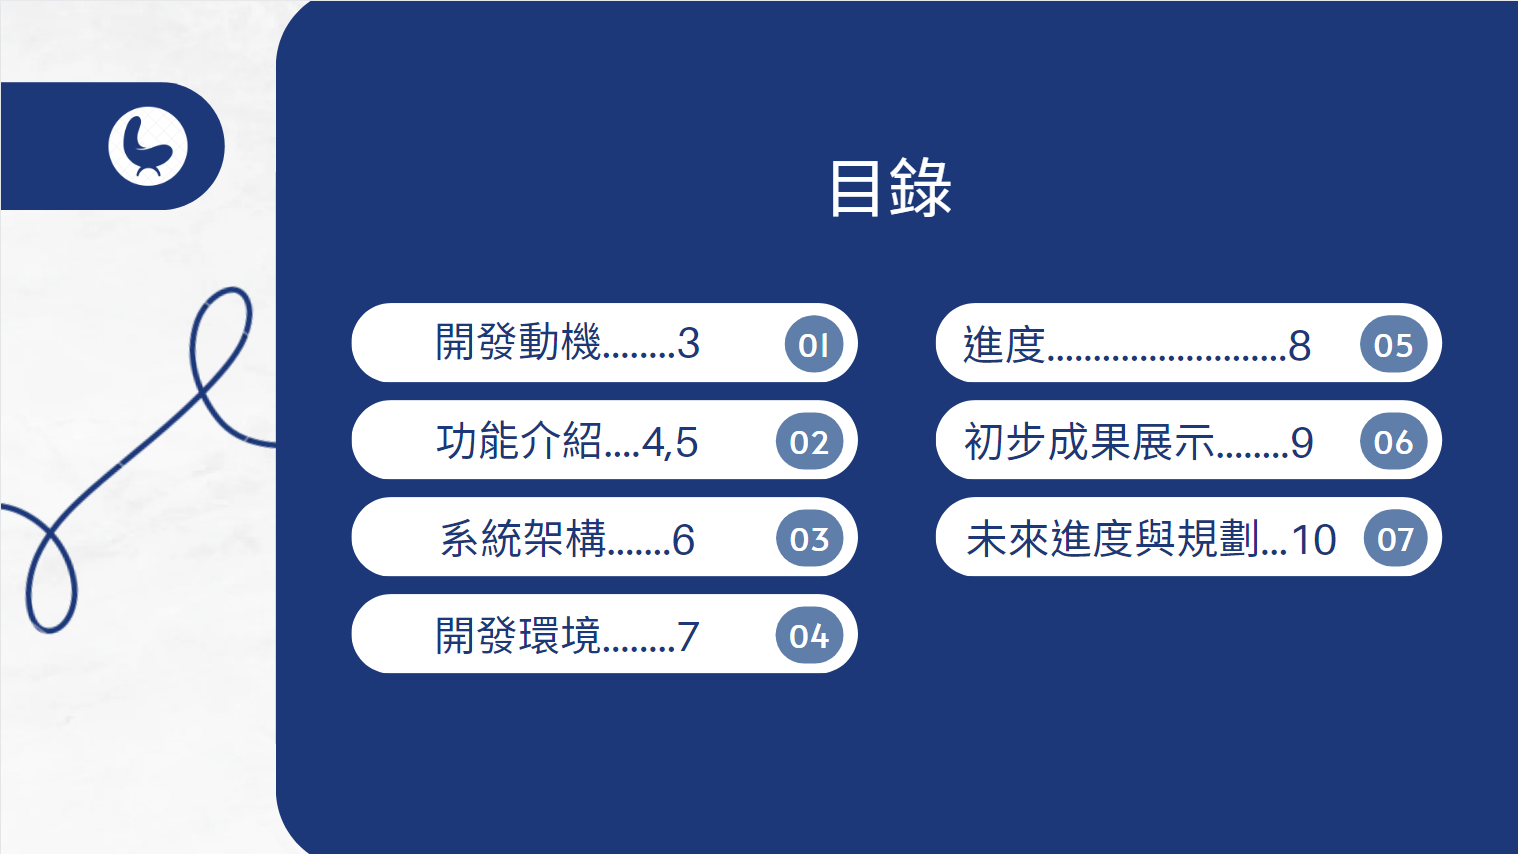 目錄
開發動機........3
01
功能介紹....4,5
02
系統架構.......6
03
開發環境........7
04
進度..........................8
05
初步成果展示........9
06
未來進度與規劃...10
07